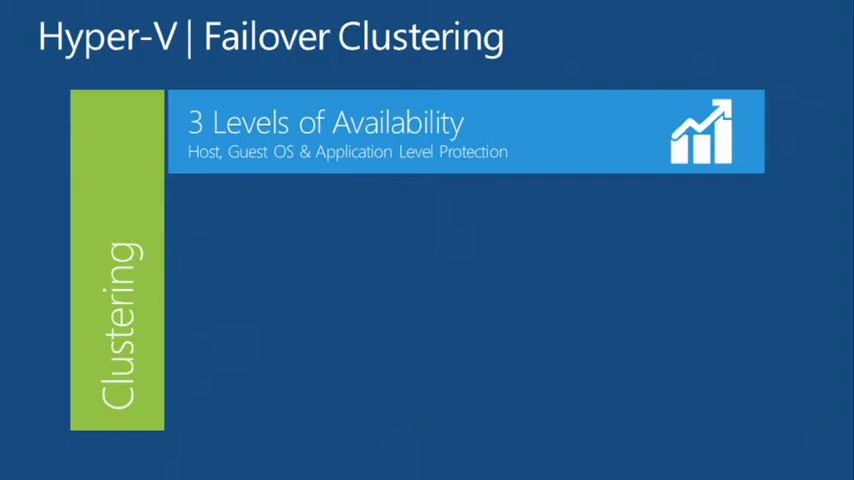 Hyper-V | Failover Clustering
3 Levels of Availability
Host, Guest OS & Application Level Protection
Clustering